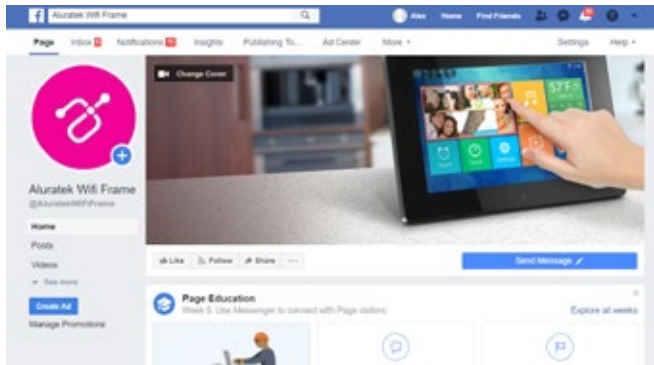 Aluratek Wifi Frame
Alex Home Find Friends
Page Inbox Notifications Insights Publishing To... Ad Center More Settings Help
Change Cover
57°F
Settings
Aluratek Wifi Frame
@AluratekWiFiFrame
Home
Posts
Videos
See more
Create Ad
Manage Promotions
Like Follow Share ...
Send Message
Page Education
Week 5: Use Messenger to connect with Page visitors
Explore all weeks